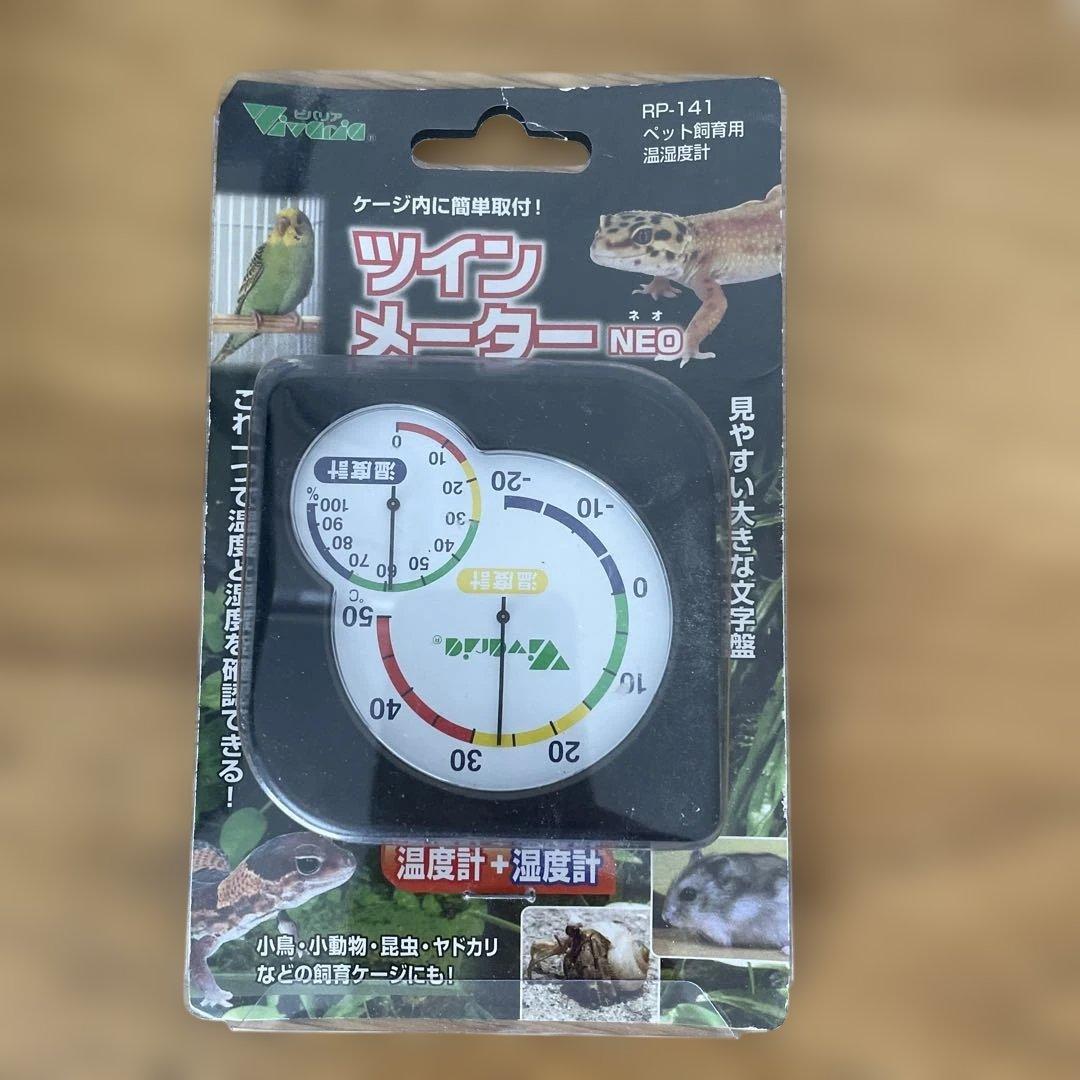 ビバリア
Vivaria®
RP-141
ペット飼育用
温湿度計
ケージ内に簡単取付！
ツイン
メーター
ネオ
NEO
見やすい大きな文字盤
これ一つで温度と湿度を確認できる！
湿度計
0
10
20
30
40
50
60
70
80
90
100
%
温度計
Vivaria®
-20
-10
0
10
20
30
40
50
℃
温度計+湿度計
小鳥・小動物・昆虫・ヤドカリ
などの飼育ケージにも！